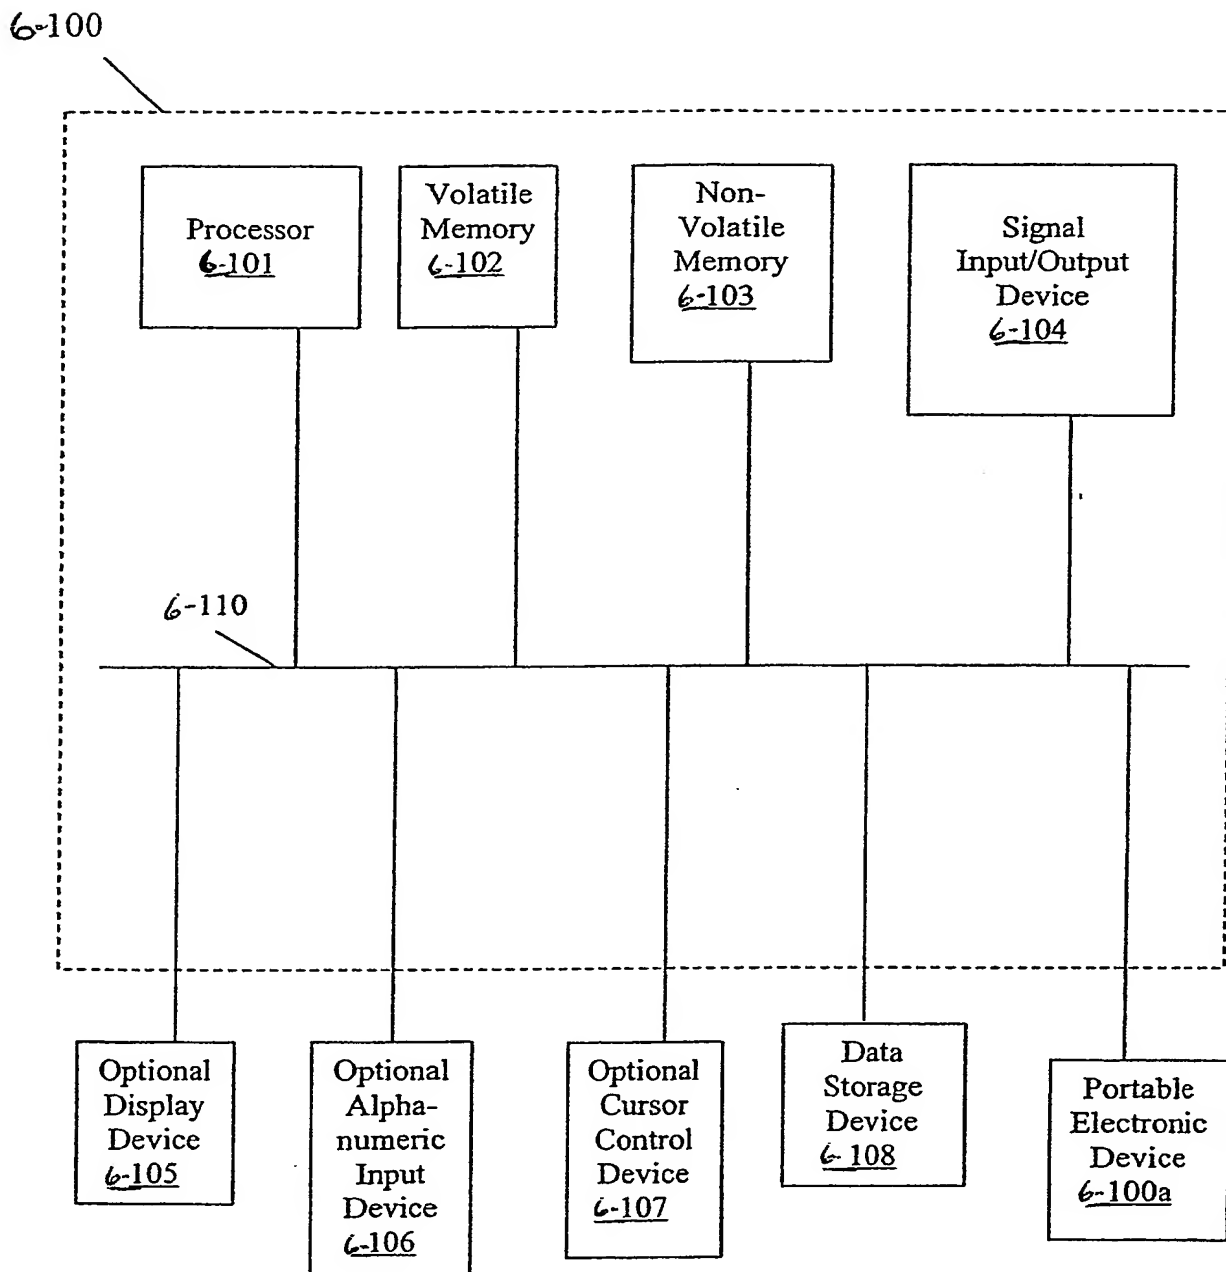 6-100
Processor
6-101
Volatile
Memory
6-102
Non-
Volatile
Memory
6-103
Signal
Input/Output
Device
6-104
6-110
Optional
Display
Device
6-105
Optional
Alpha-
numeric
Input
Device
6-106
Optional
Cursor
Control
Device
6-107
Data
Storage
Device
6-108
Portable
Electronic
Device
6-100a